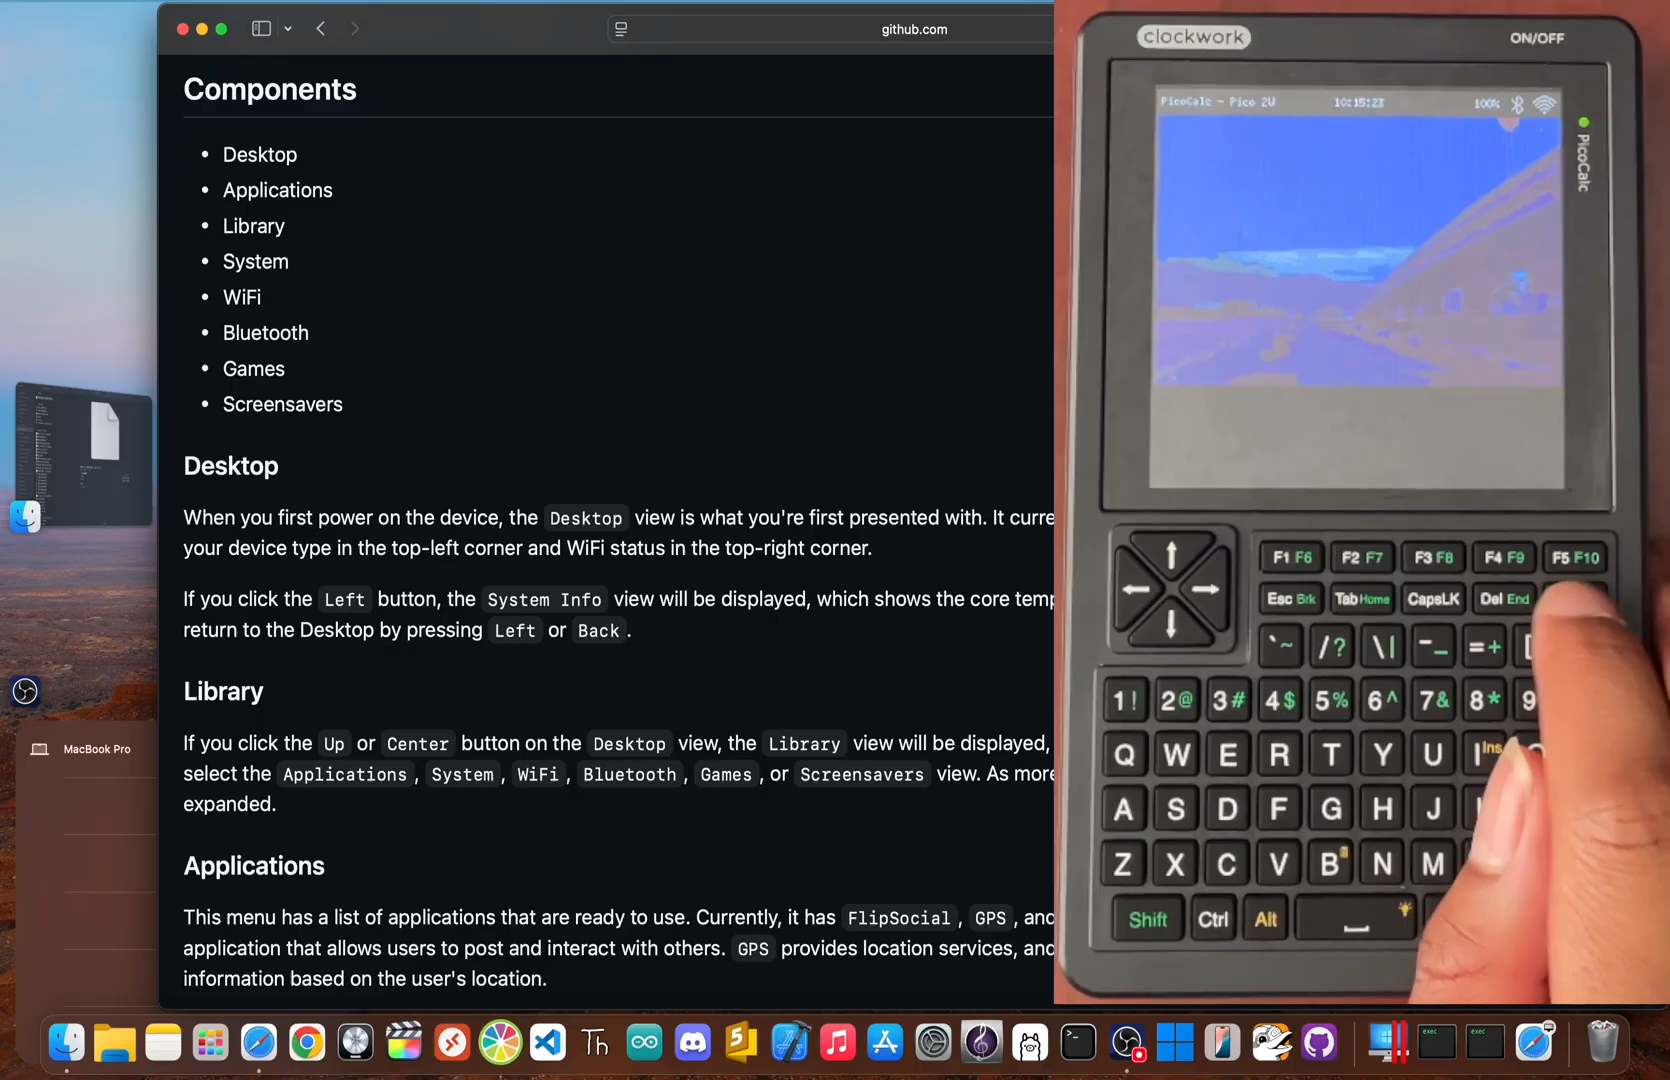 github.com
Components
• Desktop
• Applications
• Library
• System
• WiFi
• Bluetooth
• Games
• Screensavers
Desktop
When you first power on the device, the Desktop view is what you're first presented with. It curre
your device type in the top-left corner and WiFi status in the top-right corner.
If you click the Left button, the System Info view will be displayed, which shows the core temp
return to the Desktop by pressing Left or Back.
Library
If you click the Up or Center button on the Desktop view, the Library view will be displayed,
select the Applications, System, WiFi, Bluetooth, Games, or Screensavers view. As more
expanded.
Applications
This menu has a list of applications that are ready to use. Currently, it has FlipSocial, GPS, and
application that allows users to post and interact with others. GPS provides location services, and
information based on the user's location.
MacBook Pro
Th
exec
exec
clockwork
ON/OFF
PicoCalc - Pico 2W 10:15:23 100%
PicoCalc
F1 F6 F2 F7 F3 F8 F4 F9 F5 F10
Esc Brk Tab Home CapsLK Del End
` ~ / ? \ | - _ = + [
1 ! 2 @ 3 # 4 $ 5 % 6 ^ 7 & 8 * 9
Q W E R T Y U I Ins
A S D F G H J
Z X C V B N M
Shift Ctrl Alt